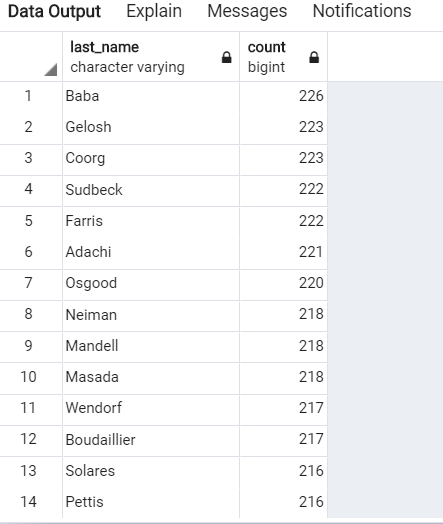 Data Output Explain Messages Notifications
last_name count
character varying bigint
1 Baba 226
2 Gelosh 223
3 Coorg 223
4 Sudbeck 222
5 Farris 222
6 Adachi 221
7 Osgood 220
8 Neiman 218
9 Mandell 218
10 Masada 218
11 Wendorf 217
12 Boudaillier 217
13 Solares 216
14 Pettis 216